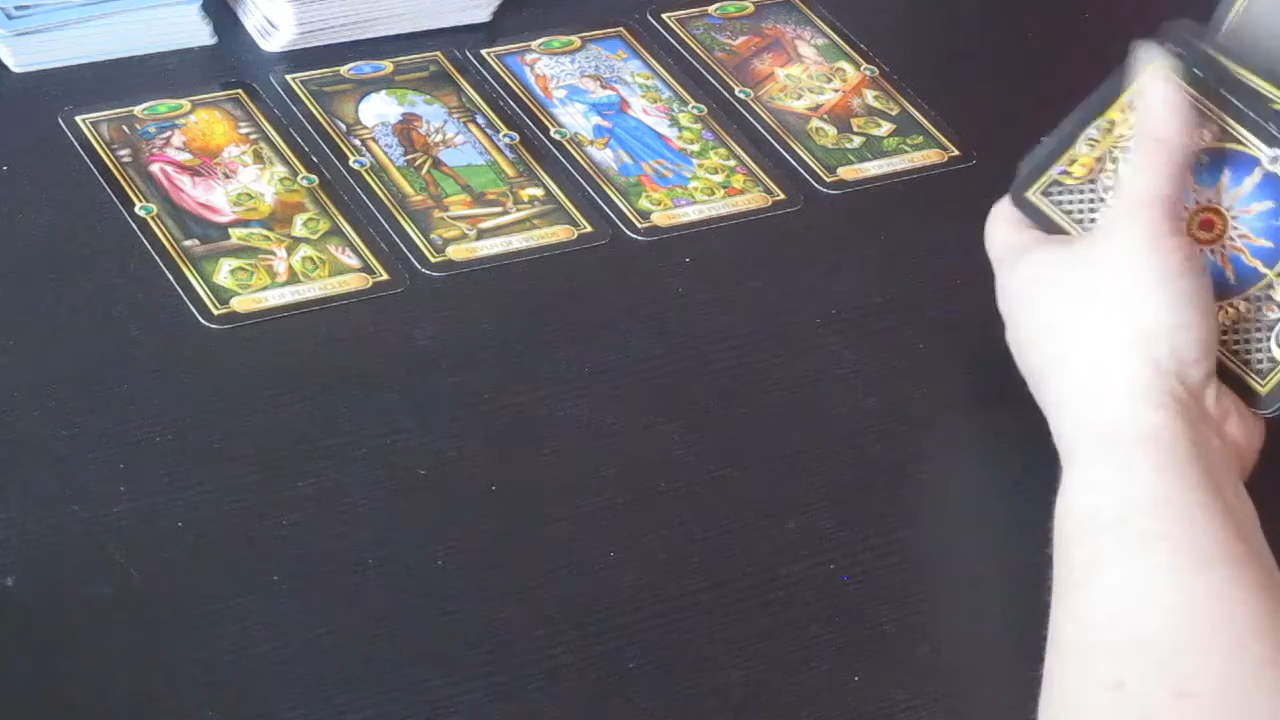 SIX OF PENTACLES
SEVEN OF SWORDS
NINE OF PENTACLES
TEN OF PENTACLES